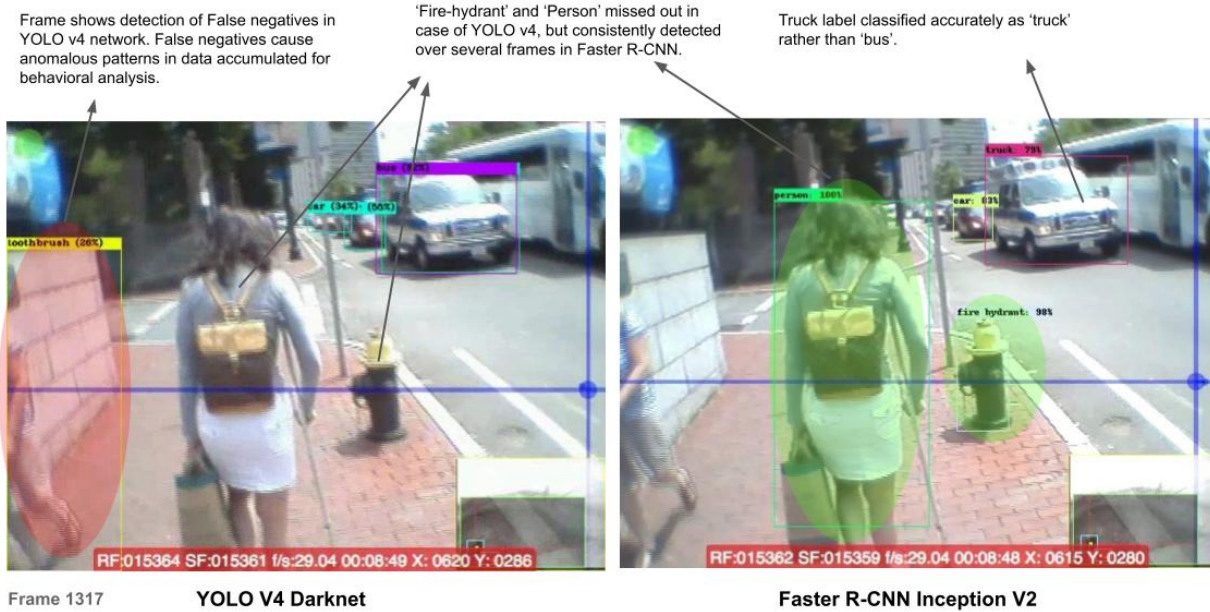 Frame shows detection of False negatives in
YOLO v4 network. False negatives cause
anomalous patterns in data accumulated for
behavioral analysis.
‘Fire-hydrant’ and ‘Person’ missed out in
case of YOLO v4, but consistently detected
over several frames in Faster R-CNN.
Truck label classified accurately as ‘truck’
rather than ‘bus’.
bus (92%)
car (34%) (55%)
toothbrush (26%)
truck: 79%
person: 100%
car: 83%
fire hydrant: 98%
RF:015364 SF:015361 f/s:29.04 00:08:49 X: 0620 Y: 0286
RF:015362 SF:015359 f/s:29.04 00:08:48 X: 0615 Y: 0280
Frame 1317
YOLO V4 Darknet
Faster R-CNN Inception V2